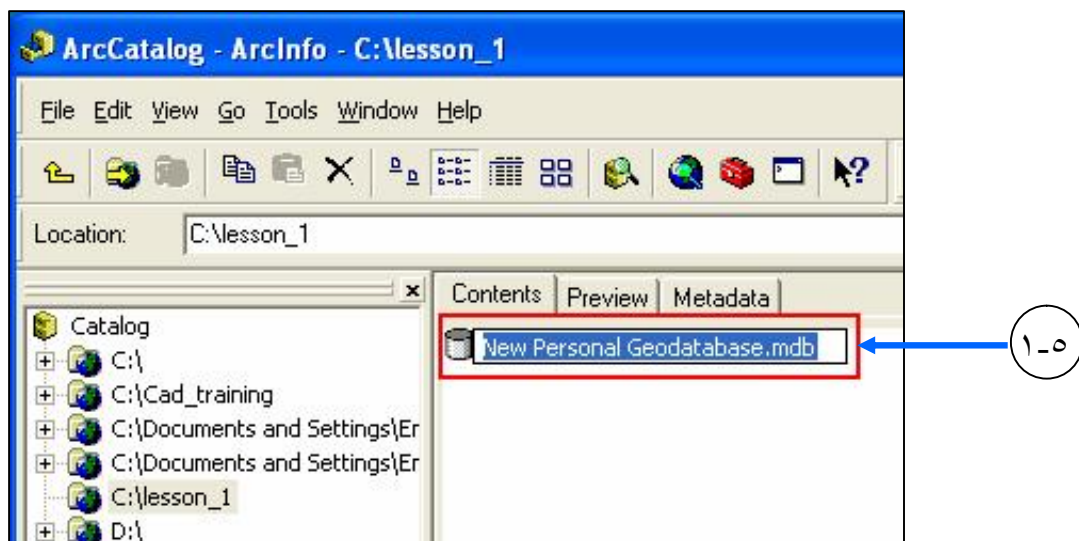 ArcCatalog - ArcInfo - C:\lesson_1
File Edit View Go Tools Window Help
Location: C:\lesson_1
Contents Preview Metadata
Catalog
C:\
C:\Cad_training
C:\Documents and Settings\Er
C:\Documents and Settings\Er
C:\lesson_1
D:\
New Personal Geodatabase.mdb
١-٥